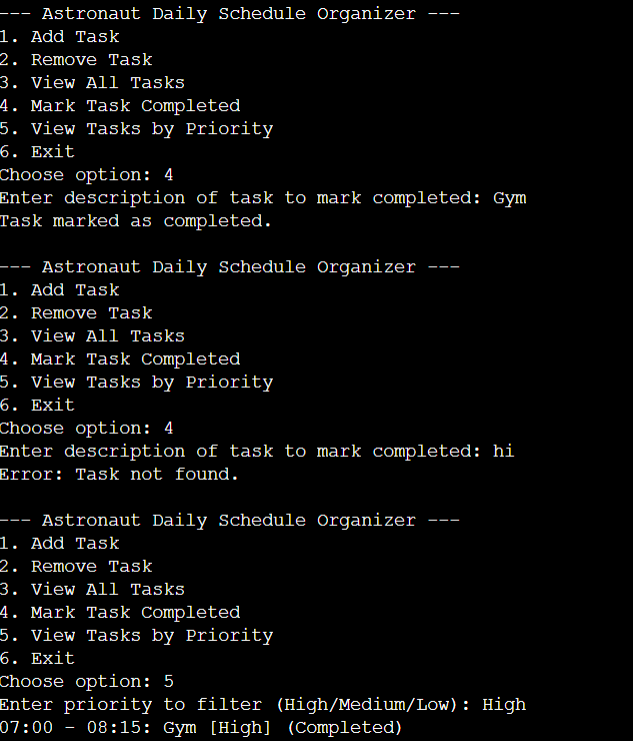 --- Astronaut Daily Schedule Organizer ---
1. Add Task
2. Remove Task
3. View All Tasks
4. Mark Task Completed
5. View Tasks by Priority
6. Exit
Choose option: 4
Enter description of task to mark completed: Gym
Task marked as completed.

--- Astronaut Daily Schedule Organizer ---
1. Add Task
2. Remove Task
3. View All Tasks
4. Mark Task Completed
5. View Tasks by Priority
6. Exit
Choose option: 4
Enter description of task to mark completed: hi
Error: Task not found.

--- Astronaut Daily Schedule Organizer ---
1. Add Task
2. Remove Task
3. View All Tasks
4. Mark Task Completed
5. View Tasks by Priority
6. Exit
Choose option: 5
Enter priority to filter (High/Medium/Low): High
07:00 - 08:15: Gym [High] (Completed)